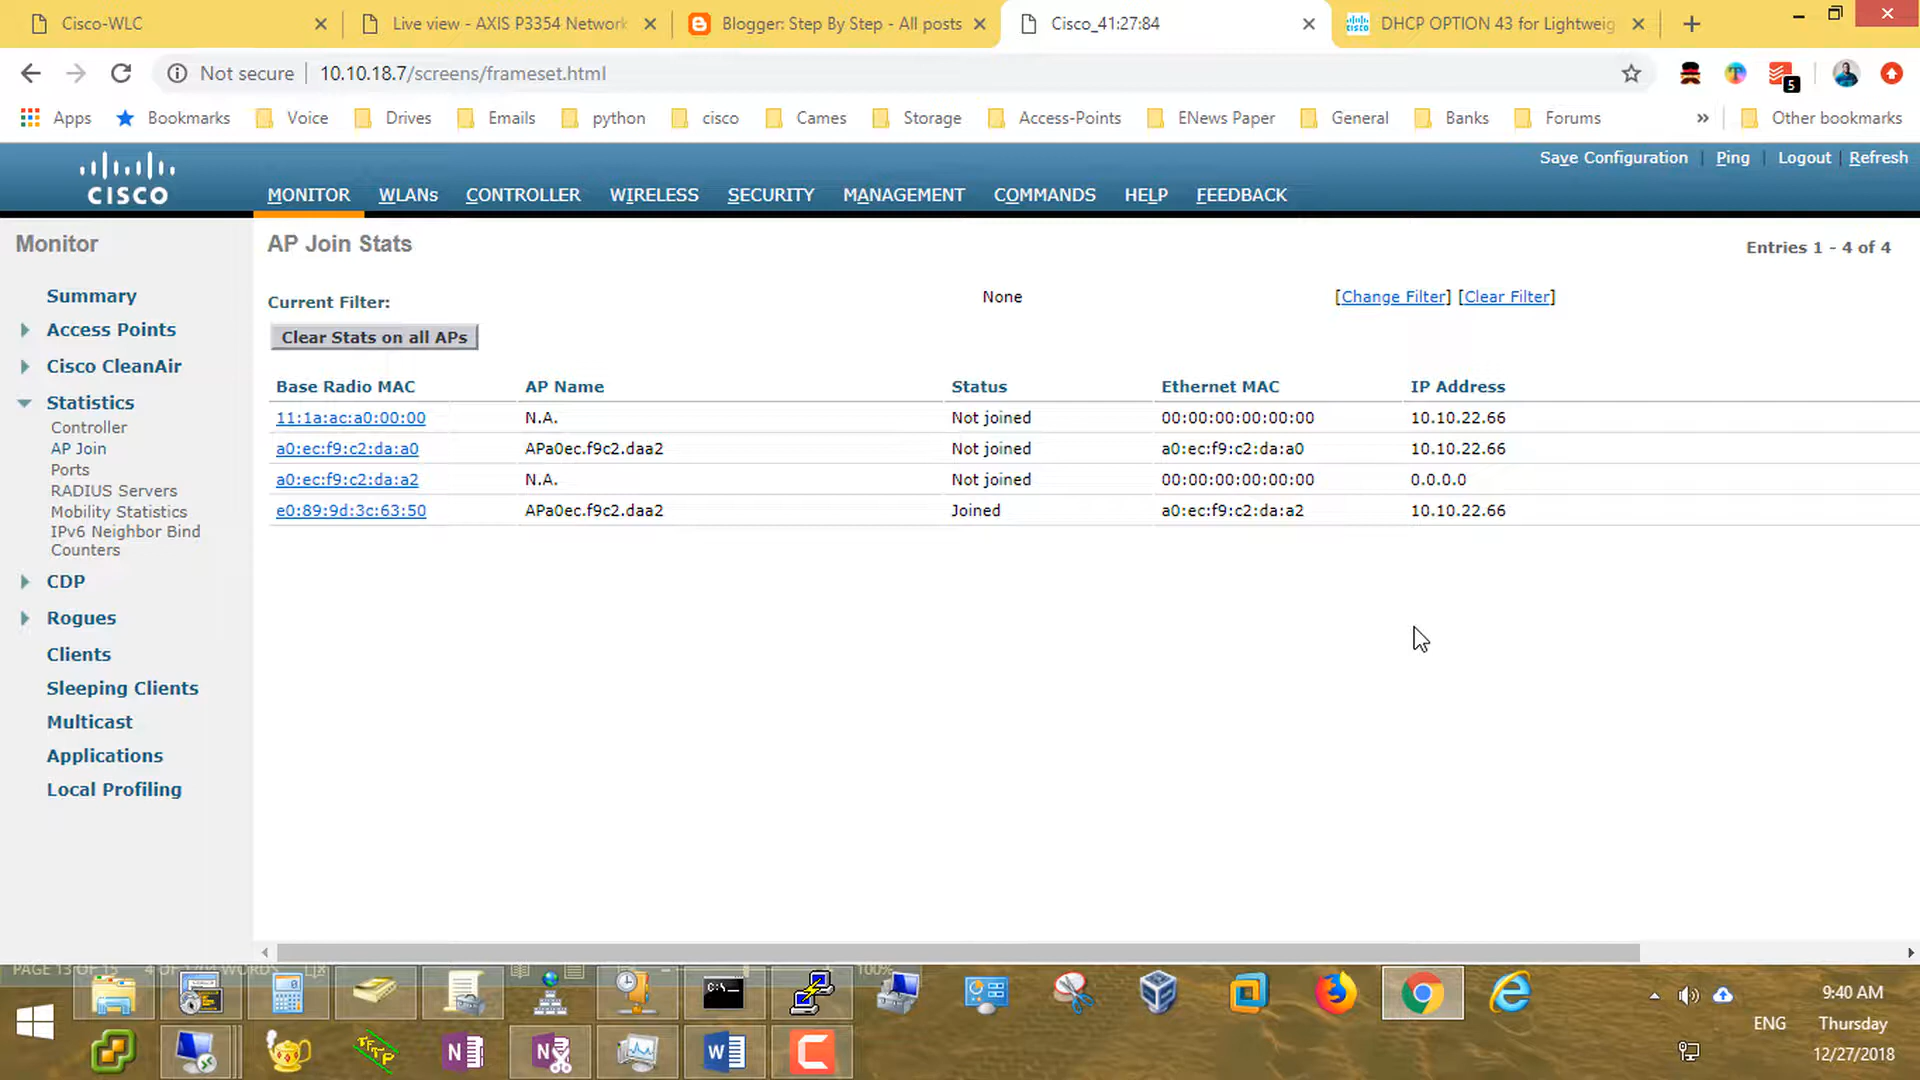 Cisco-WLC
Live view - AXIS P3354 Network
Blogger: Step By Step - All posts
Cisco_41:27:84
DHCP OPTION 43 for Lightweig
Not secure
10.10.18.7/screens/frameset.html
5
Apps
Bookmarks
Voice
Drives
Emails
python
cisco
Cames
Storage
Access-Points
ENews Paper
General
Banks
Forums
»
Other bookmarks
CISCO
Save Configuration | Ping | Logout | Refresh
MONITOR WLANs CONTROLLER WIRELESS SECURITY MANAGEMENT COMMANDS HELP FEEDBACK
Monitor
Summary
Access Points
Cisco CleanAir
Statistics
Controller
AP Join
Ports
RADIUS Servers
Mobility Statistics
IPv6 Neighbor Bind
Counters
CDP
Rogues
Clients
Sleeping Clients
Multicast
Applications
Local Profiling
AP Join Stats
Entries 1 - 4 of 4
Current Filter: None [Change Filter] [Clear Filter]
Clear Stats on all APs
Base Radio MAC AP Name Status Ethernet MAC IP Address
11:1a:ac:a0:00:00 N.A. Not joined 00:00:00:00:00:00 10.10.22.66
a0:ec:f9:c2:da:a0 APa0ec.f9c2.daa2 Not joined a0:ec:f9:c2:da:a0 10.10.22.66
a0:ec:f9:c2:da:a2 N.A. Not joined 00:00:00:00:00:00 0.0.0.0
e0:89:9d:3c:63:50 APa0ec.f9c2.daa2 Joined a0:ec:f9:c2:da:a2 10.10.22.66
PAGE 13 OF 15
WORDS
100%
C:\_
TFTP
N
N
W
C
9:40 AM
ENG
Thursday
12/27/2018